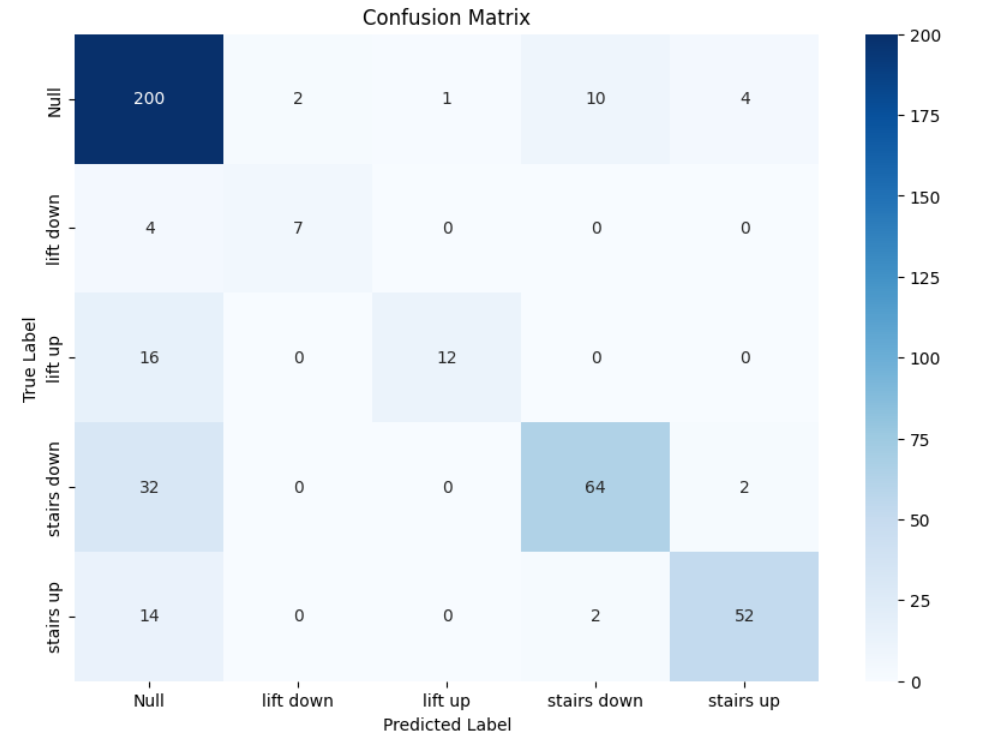 Confusion Matrix
True Label
Null
200 2 1 10 4
lift down
4 7 0 0 0
lift up
16 0 12 0 0
stairs down
32 0 0 64 2
stairs up
14 0 0 2 52
Null lift down lift up stairs down stairs up
Predicted Label
200
175
150
125
100
75
50
25
0